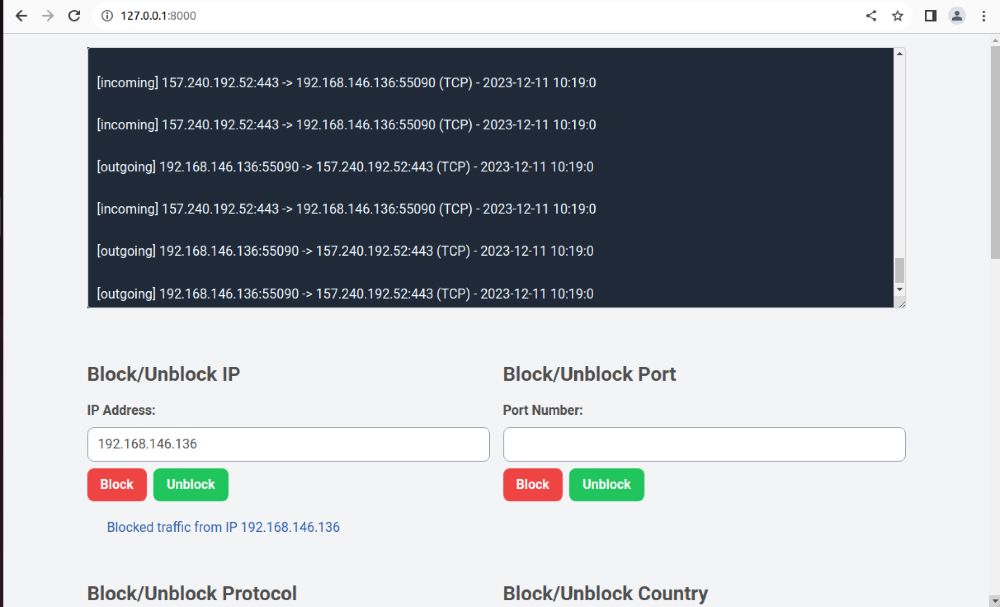 127.0.0.1:8000
[incoming] 157.240.192.52:443 -> 192.168.146.136:55090 (TCP) - 2023-12-11 10:19:0
[incoming] 157.240.192.52:443 -> 192.168.146.136:55090 (TCP) - 2023-12-11 10:19:0
[outgoing] 192.168.146.136:55090 -> 157.240.192.52:443 (TCP) - 2023-12-11 10:19:0
[incoming] 157.240.192.52:443 -> 192.168.146.136:55090 (TCP) - 2023-12-11 10:19:0
[outgoing] 192.168.146.136:55090 -> 157.240.192.52:443 (TCP) - 2023-12-11 10:19:0
[outgoing] 192.168.146.136:55090 -> 157.240.192.52:443 (TCP) - 2023-12-11 10:19:0
Block/Unblock IP
IP Address:
192.168.146.136
Block Unblock
Blocked traffic from IP 192.168.146.136
Block/Unblock Port
Port Number:
Block Unblock
Block/Unblock Protocol
Block/Unblock Country